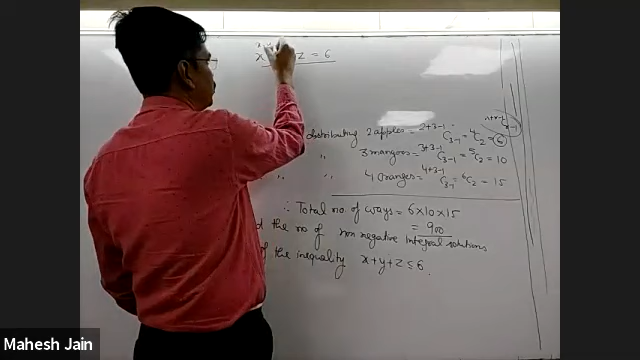 z = 6
distributing 2 apples = ²⁺³⁻¹C₃₋₁ = ⁴C₂ = 6
n+r-1
r-1
" 3 mangoes = ³⁺³⁻¹C₃₋₁ = ⁵C₂ = 10
" " 4 oranges = ⁴⁺³⁻¹C₃₋₁ = ⁶C₂ = 15
∴ Total no. of ways = 6×10×15
= 900
the no of non negative integral solutions
of the inequality x+y+z ≤ 6.
Mahesh Jain